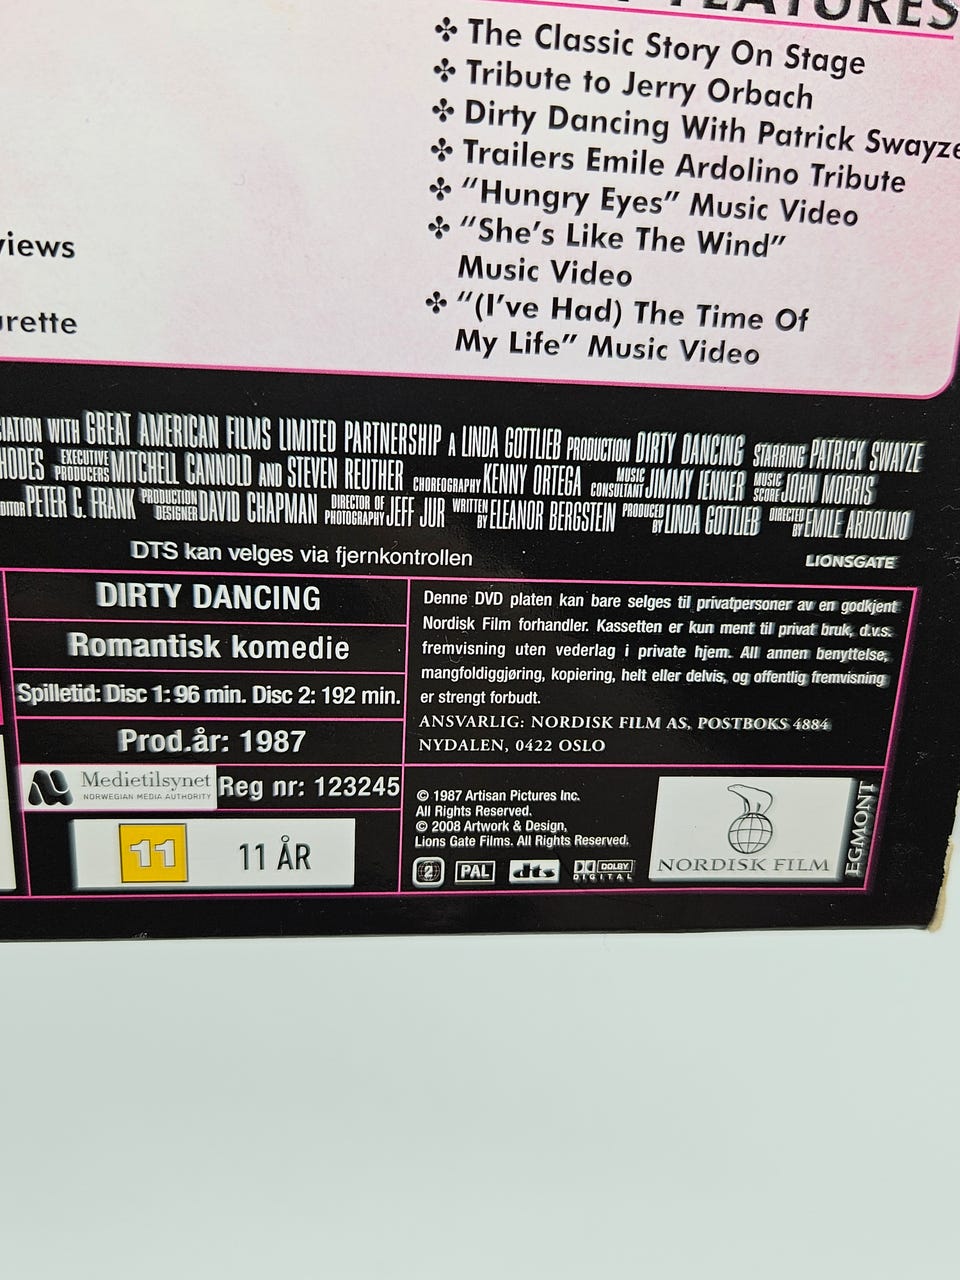 FEATURES
✤ The Classic Story On Stage
✤ Tribute to Jerry Orbach
✤ Dirty Dancing With Patrick Swayze
✤ Trailers Emile Ardolino Tribute
✤ "Hungry Eyes" Music Video
✤ "She's Like The Wind"
Music Video
✤ "(I've Had) The Time Of
My Life" Music Video
views
rette
IATION WITH GREAT AMERICAN FILMS LIMITED PARTNERSHIP A LINDA GOTTLIEB PRODUCTION DIRTY DANCING STARRING PATRICK SWAYZE
HODES EXECUTIVE PRODUCERS MITCHELL CANNOLD AND STEVEN REUTHER CHOREOGRAPHY KENNY ORTEGA MUSIC CONSULTANT JIMMY IENNER MUSIC SCORE JOHN MORRIS
DITOR PETER C. FRANK PRODUCTION DESIGNER DAVID CHAPMAN DIRECTOR OF PHOTOGRAPHY JEFF JUR WRITTEN BY ELEANOR BERGSTEIN PRODUCED BY LINDA GOTTLIEB DIRECTED BY EMILE ARDOLINO
DTS kan velges via fjernkontrollen
LIONSGATE
DIRTY DANCING
Romantisk komedie
Spilletid: Disc 1: 96 min. Disc 2: 192 min.
Prod.år: 1987
Medietilsynet
NORWEGIAN MEDIA AUTHORITY
Reg nr: 123245
11 11 ÅR
Denne DVD platen kan bare selges til privatpersoner av en godkjent
Nordisk Film forhandler. Kassetten er kun ment til privat bruk, d.v.s.
fremvisning uten vederlag i private hjem. All annen benyttelse,
mangfoldiggjøring, kopiering, helt eller delvis, og offentlig fremvisning
er strengt forbudt.
ANSVARLIG: NORDISK FILM AS, POSTBOKS 4884
NYDALEN, 0422 OSLO
© 1987 Artisan Pictures Inc.
All Rights Reserved.
© 2008 Artwork & Design,
Lions Gate Films. All Rights Reserved.
2 PAL dts DOLBY
DIGITAL
NORDISK FILM
EGMONT